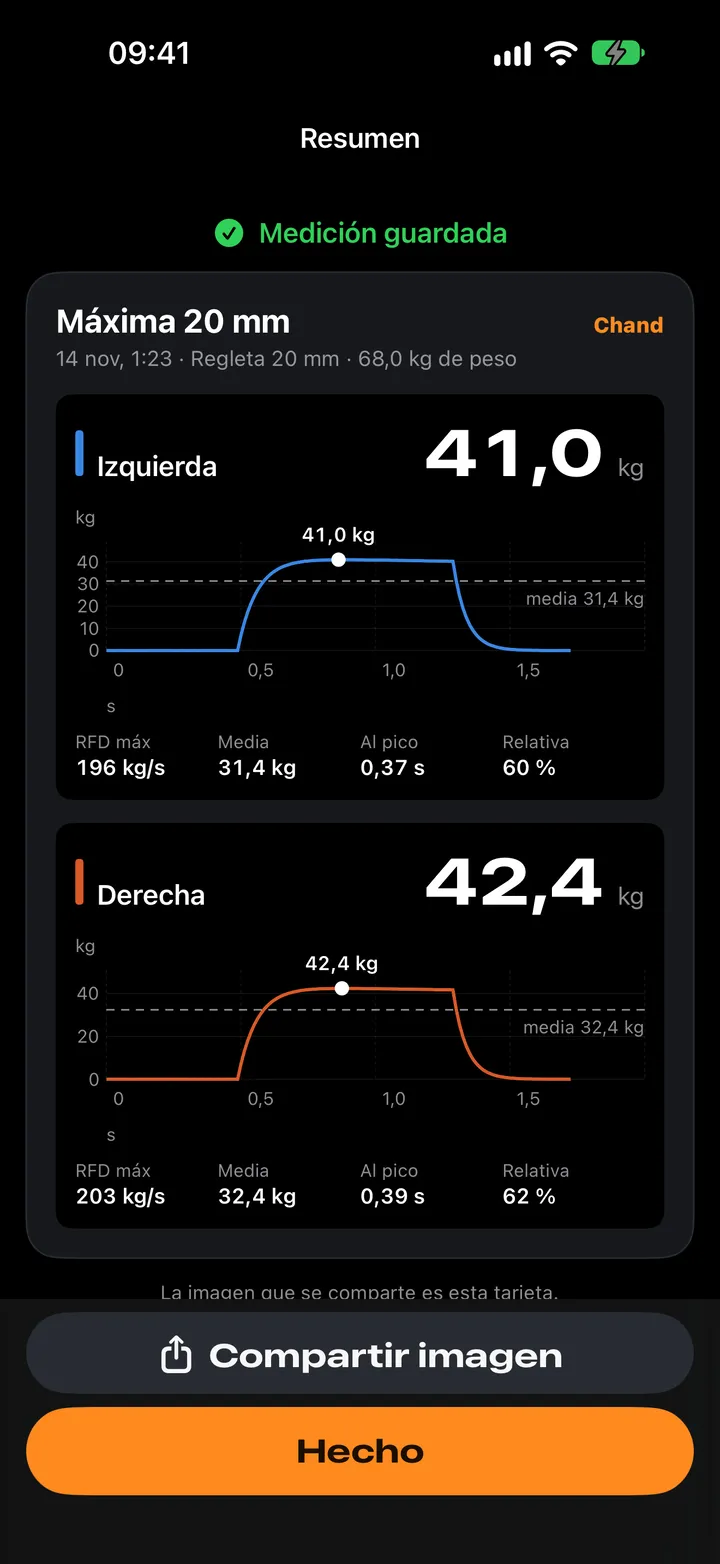 09:41
Resumen
Medición guardada
Máxima 20 mm
Chand
14 nov, 1:23 · Regleta 20 mm · 68,0 kg de peso
Izquierda
41,0 kg
kg
41,0 kg
40
30
20
10
0
media 31,4 kg
0 0,5 1,0 1,5
s
RFD máx Media Al pico Relativa
196 kg/s 31,4 kg 0,37 s 60 %
Derecha
42,4 kg
kg
42,4 kg
40
20
0
media 32,4 kg
0 0,5 1,0 1,5
s
RFD máx Media Al pico Relativa
203 kg/s 32,4 kg 0,39 s 62 %
La imagen que se comparte es esta tarjeta.
Compartir imagen
Hecho